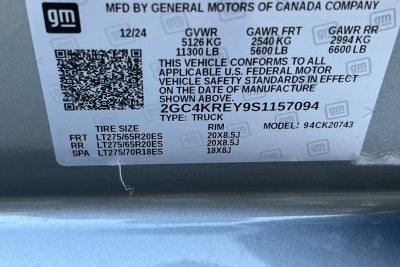 gm
MFD BY GENERAL MOTORS OF CANADA COMPANY
12/24 GVWR GAWR FRT GAWR RR
5126 KG 2540 KG 2994 KG
11300 LB 5600 LB 6600 LB
THIS VEHICLE CONFORMS TO ALL
APPLICABLE U.S. FEDERAL MOTOR
VEHICLE SAFETY STANDARDS IN EFFECT
ON THE DATE OF MANUFACTURE
2GC4KREY9S1157094
TYPE: TRUCK
TIRE SIZE RIM MODEL: 94CK20743
FRT LT275/65R20ES 20X8.5J
RR LT275/65R20ES 20X8.5J
SPA LT275/70R18ES 18X8J